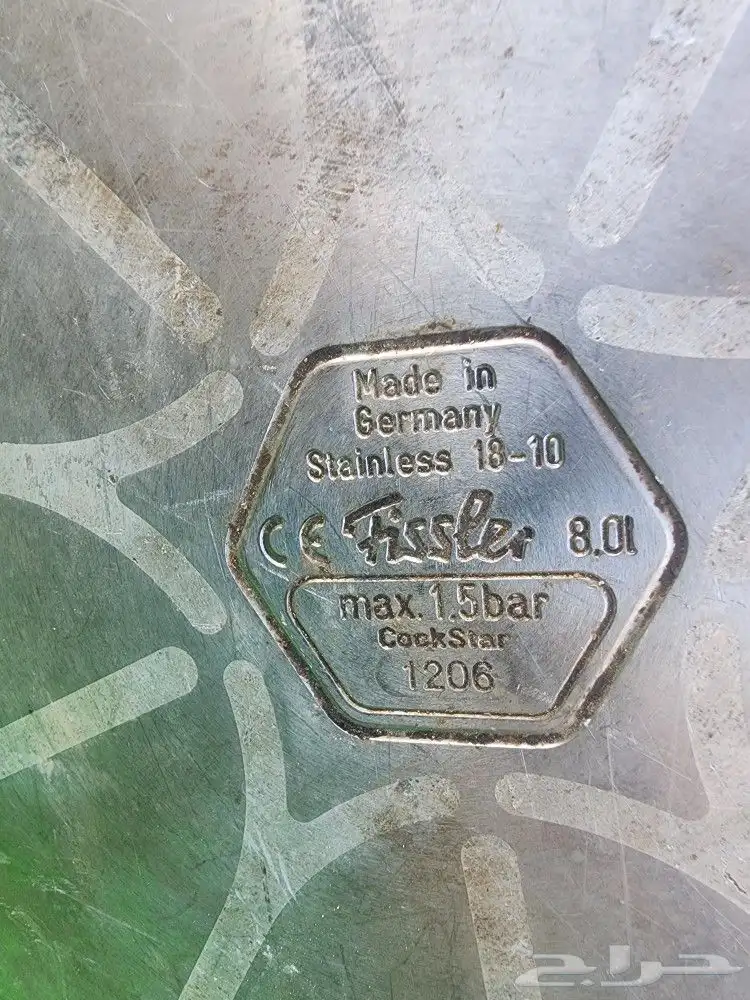 Made in
Germany
Stainless 18-10
CE Fissler 8.0l
max. 1.5bar
CookStar
1206
حراج